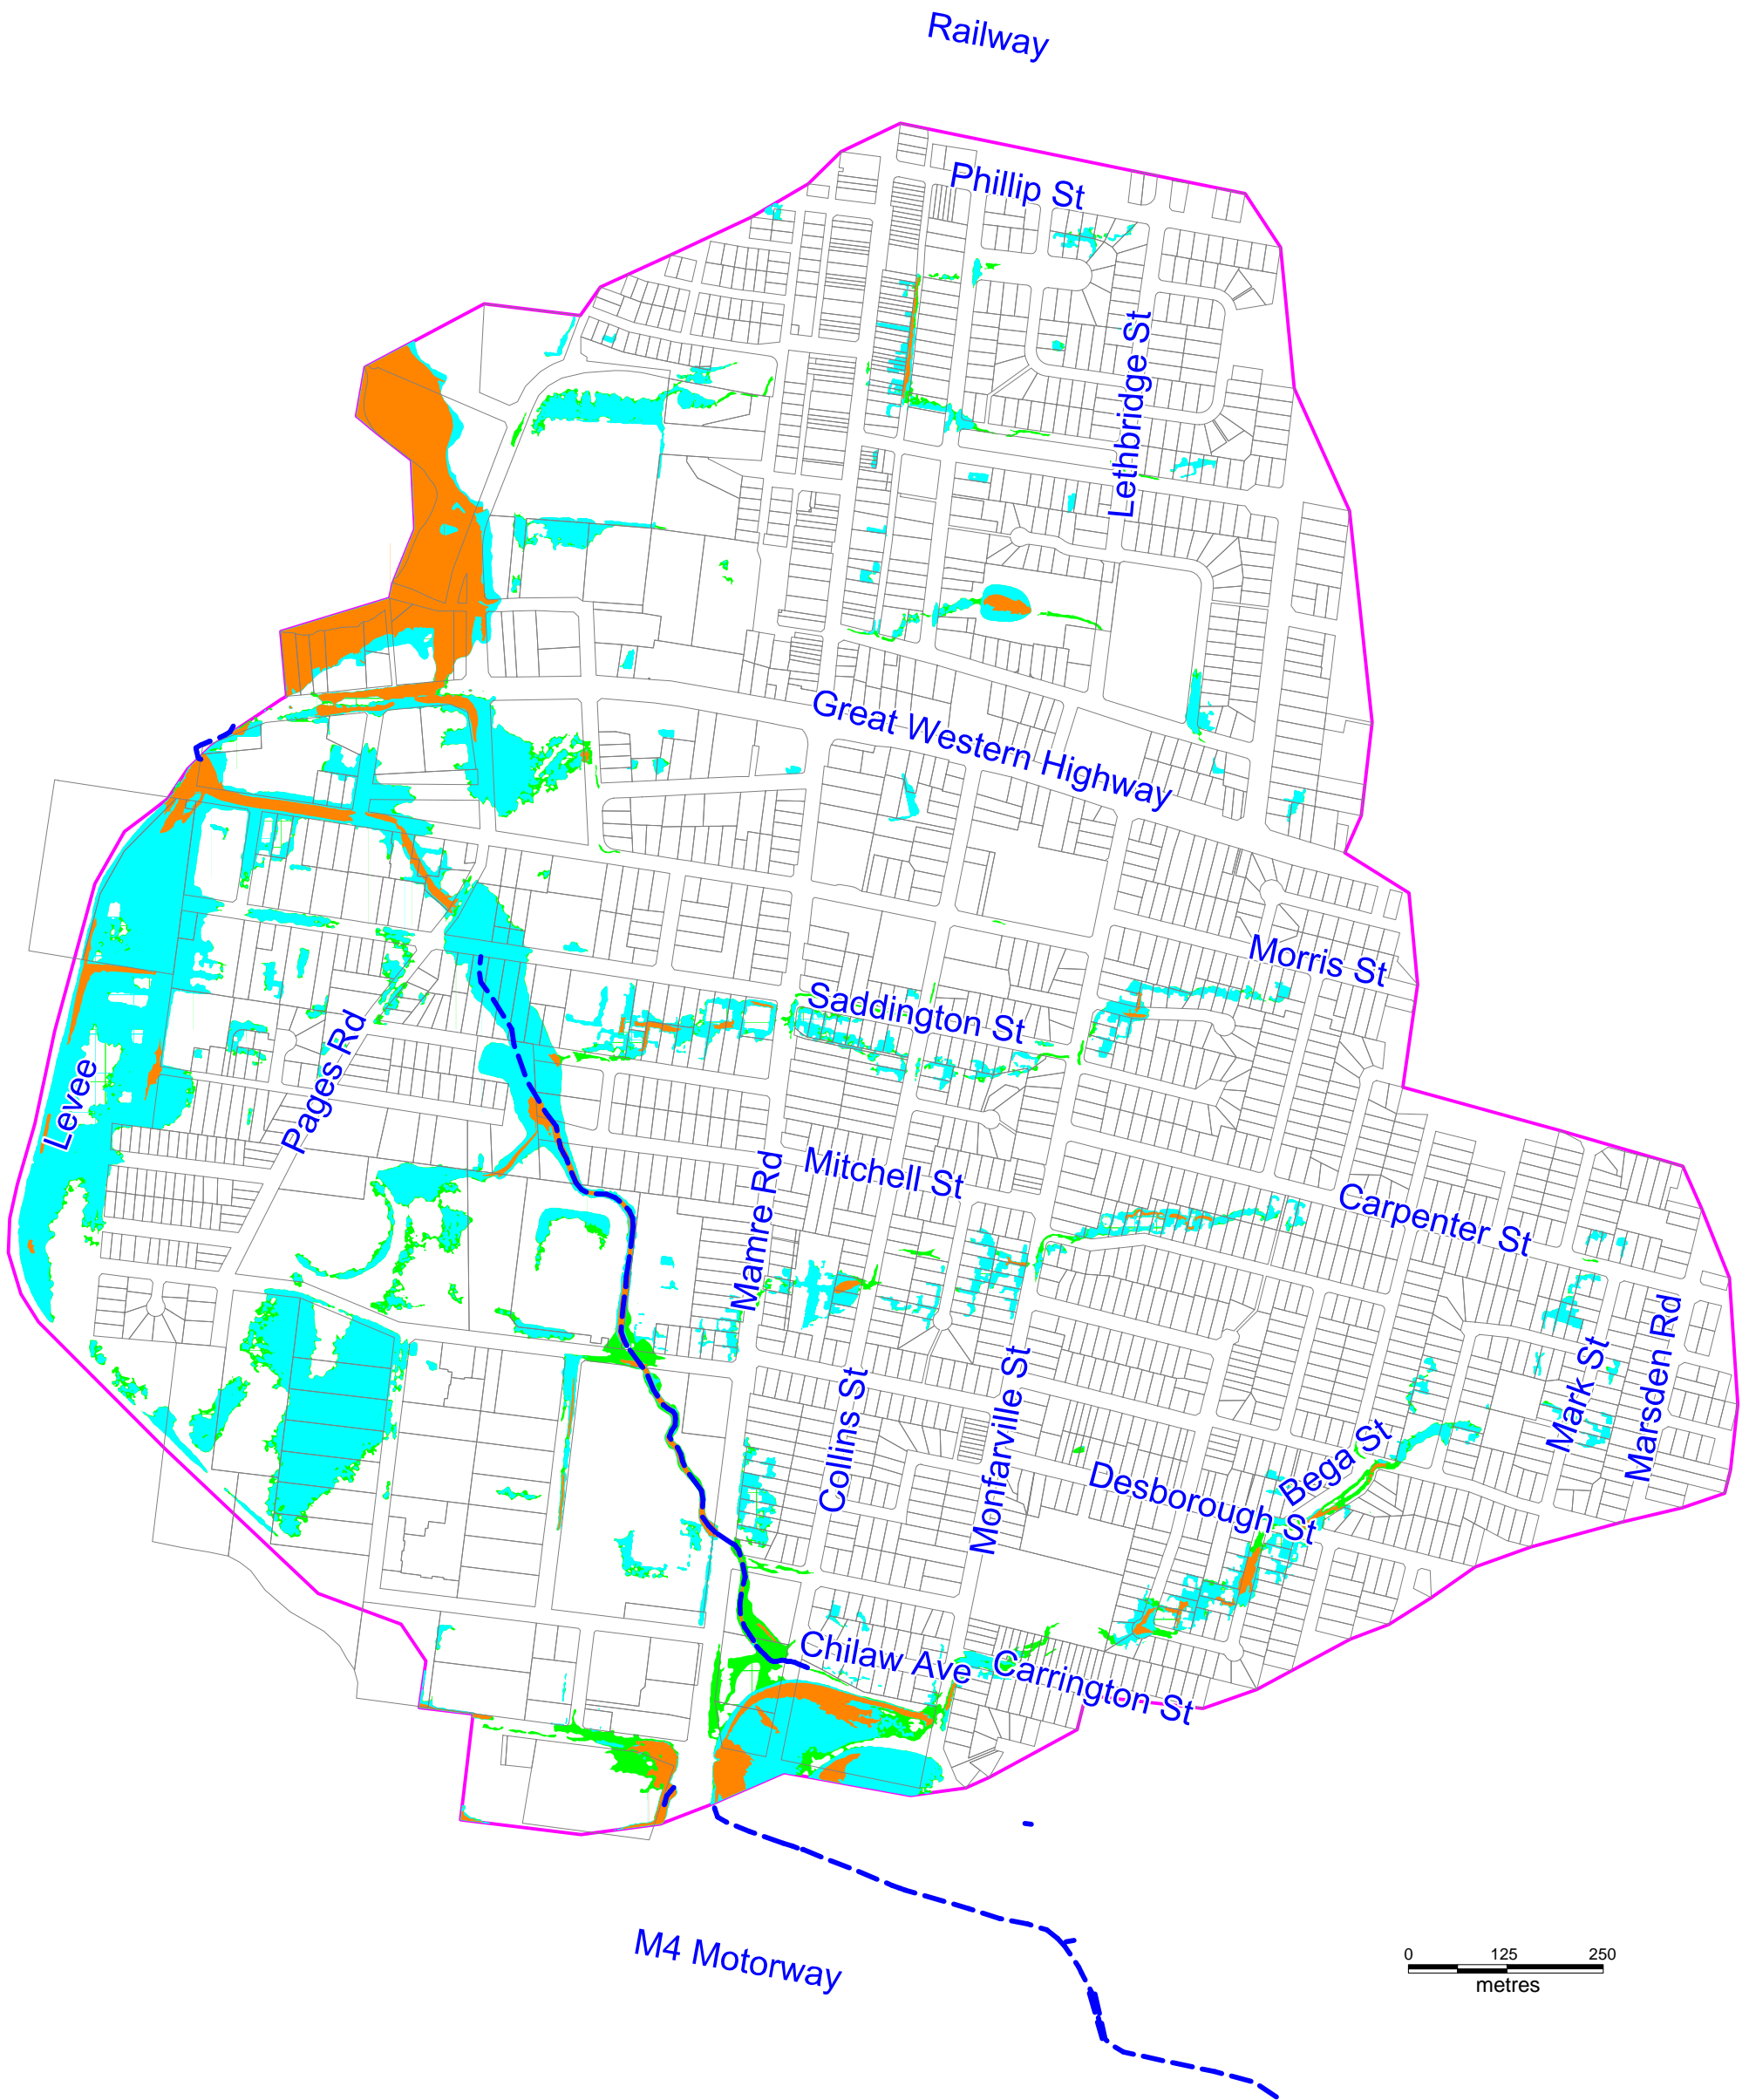 Railway
Phillip St
Lethbridge St
Great Western Highway
Morris St
Saddington St
Pages Rd
Levee
Mitchell St
Mamre Rd
Carpenter St
Collins St
Monfarville St
Mark St
Marsden Rd
Bega St
Desborough St
Chilaw Ave
Carrington St
M4 Motorway
0 125 250
metres